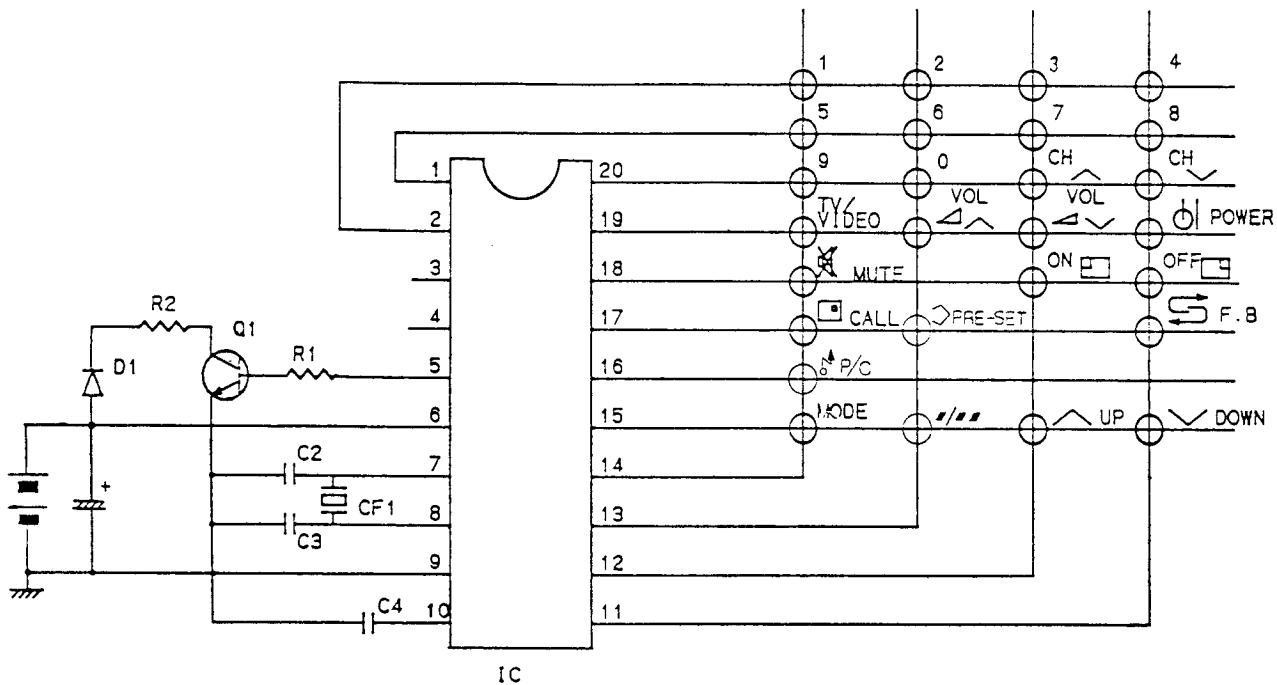 1 2 3 4
5 6 7 8
9 0 CH CH
TV/
VIDEO VOL VOL POWER
MUTE ON OFF
CALL PRE-SET F.B
P/C
MODE UP DOWN
1 20
2 19
3 18
4 17
5 16
6 15
7 14
8 13
9 12
10 11
R2
Q1
D1
R1
+
C2
CF1
C3
C4
IC